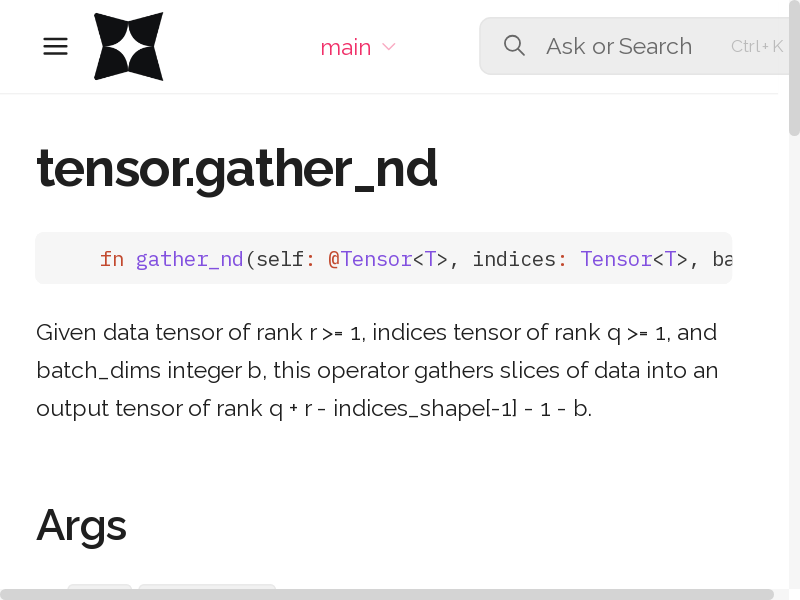 main
Ask or Search
Ctrl+K
tensor.gather_nd
fn gather_nd(self: @Tensor<T>, indices: Tensor<T>, ba
Given data tensor of rank r >= 1, indices tensor of rank q >= 1, and
batch_dims integer b, this operator gathers slices of data into an
output tensor of rank q + r - indices_shape[-1] - 1 - b.
Args